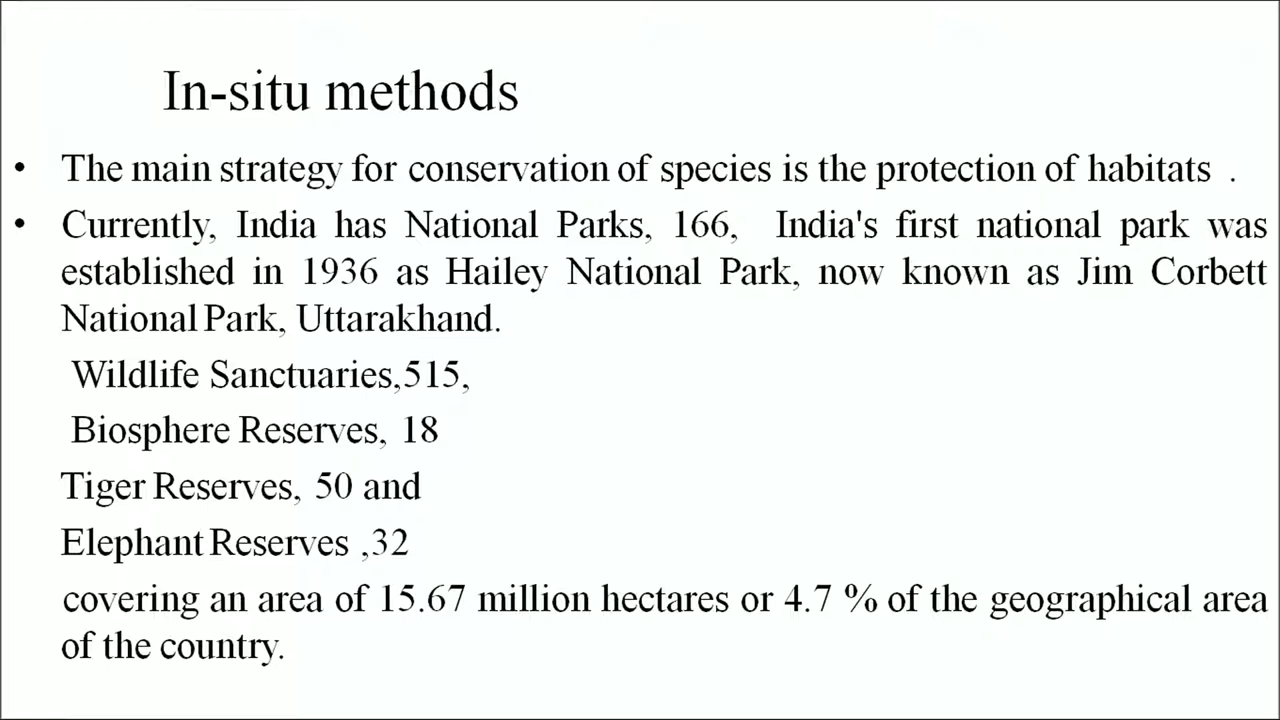 In-situ methods
• The main strategy for conservation of species is the protection of habitats .
• Currently, India has National Parks, 166, India's first national park was
established in 1936 as Hailey National Park, now known as Jim Corbett
National Park, Uttarakhand.
Wildlife Sanctuaries,515,
Biosphere Reserves, 18
Tiger Reserves, 50 and
Elephant Reserves ,32
covering an area of 15.67 million hectares or 4.7 % of the geographical area
of the country.